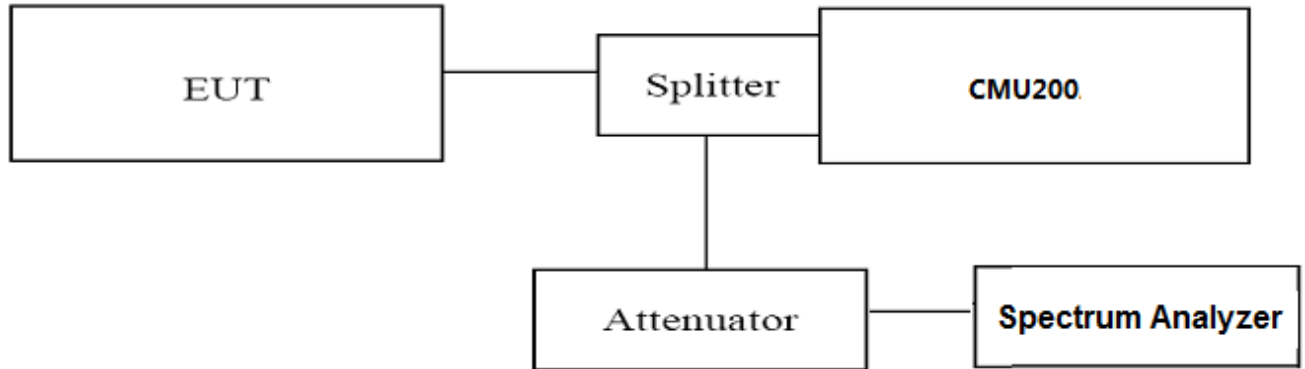 EUT
Splitter
CMU200
Attenuator
Spectrum Analyzer